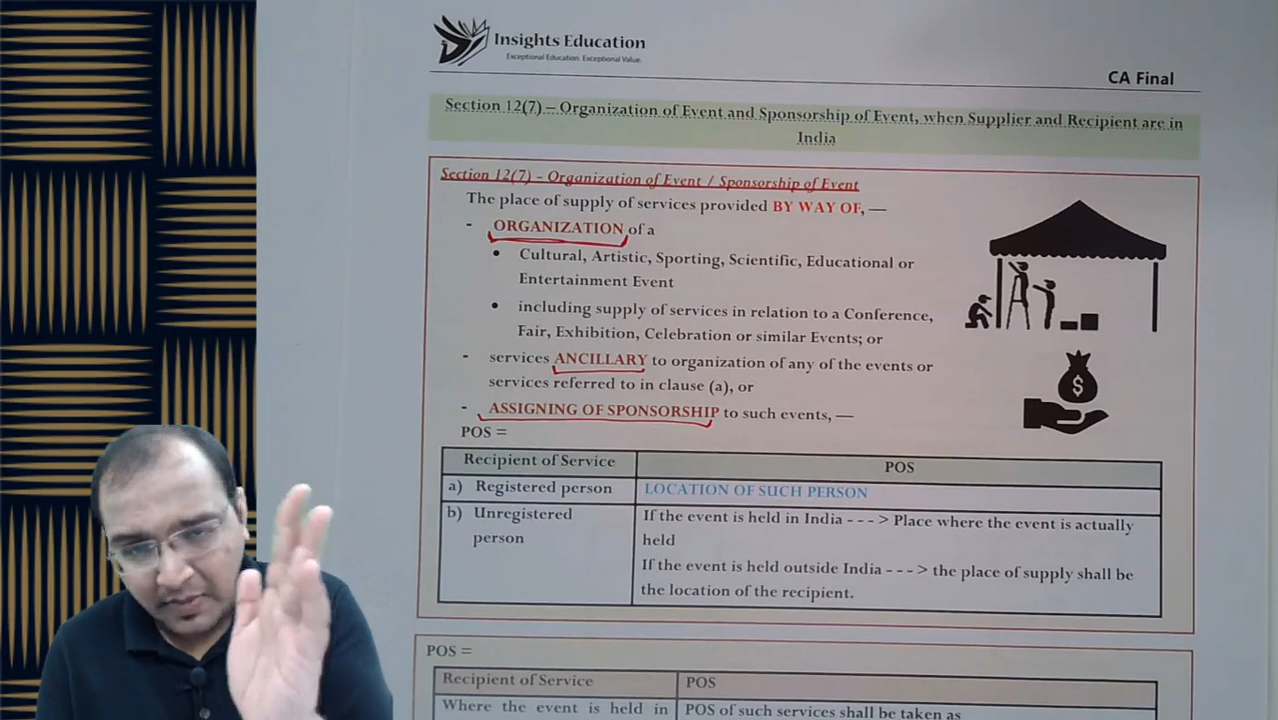 Insights Education
Exceptional Education. Exceptional Value.
CA Final
Section 12(7) – Organization of Event and Sponsorship of Event, when Supplier and Recipient are in
India
Section 12(7) - Organization of Event / Sponsorship of Event
The place of supply of services provided BY WAY OF, —
- ORGANIZATION of a
• Cultural, Artistic, Sporting, Scientific, Educational or
Entertainment Event
• including supply of services in relation to a Conference,
Fair, Exhibition, Celebration or similar Events; or
- services ANCILLARY to organization of any of the events or
services referred to in clause (a), or
- ASSIGNING OF SPONSORSHIP to such events, —
$
POS =
Recipient of Service POS
a) Registered person LOCATION OF SUCH PERSON
b) Unregistered
person
If the event is held in India - - - > Place where the event is actually
held
If the event is held outside India - - - > the place of supply shall be
the location of the recipient.
POS =
Recipient of Service POS
Where the event is held in POS of such services shall be taken as